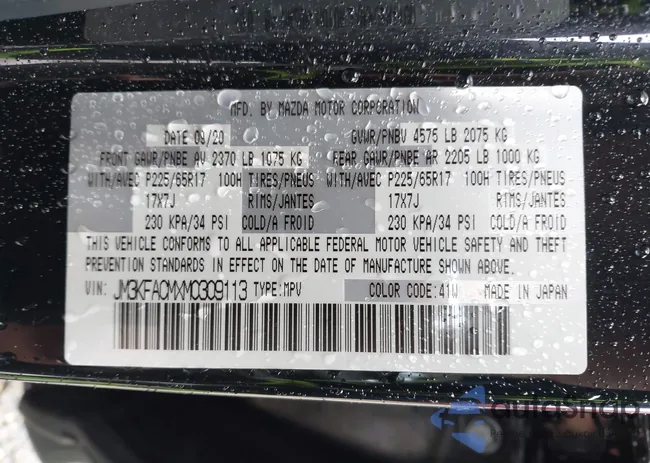 MFD. BY MAZDA MOTOR CORPORATION
DATE 09/20 GVWR/PNBV 4575 LB 2075 KG
FRONT GAWR/PNBE AV 2370 LB 1075 KG REAR GAWR/PNBE AR 2205 LB 1000 KG
WITH/AVEC P225/65R17 100H TIRES/PNEUS WITH/AVEC P225/65R17 100H TIRES/PNEUS
17X7J RIMS/JANTES 17X7J RIMS/JANTES
230 KPA/34 PSI COLD/A FROID 230 KPA/34 PSI COLD/A FROID
THIS VEHICLE CONFORMS TO ALL APPLICABLE FEDERAL MOTOR VEHICLE SAFETY AND THEFT
PREVENTION STANDARDS IN EFFECT ON THE DATE OF MANUFACTURE SHOWN ABOVE.
VIN: JM3KFACMXM0309113 TYPE:MPV COLOR CODE:41W MADE IN JAPAN
autosnap